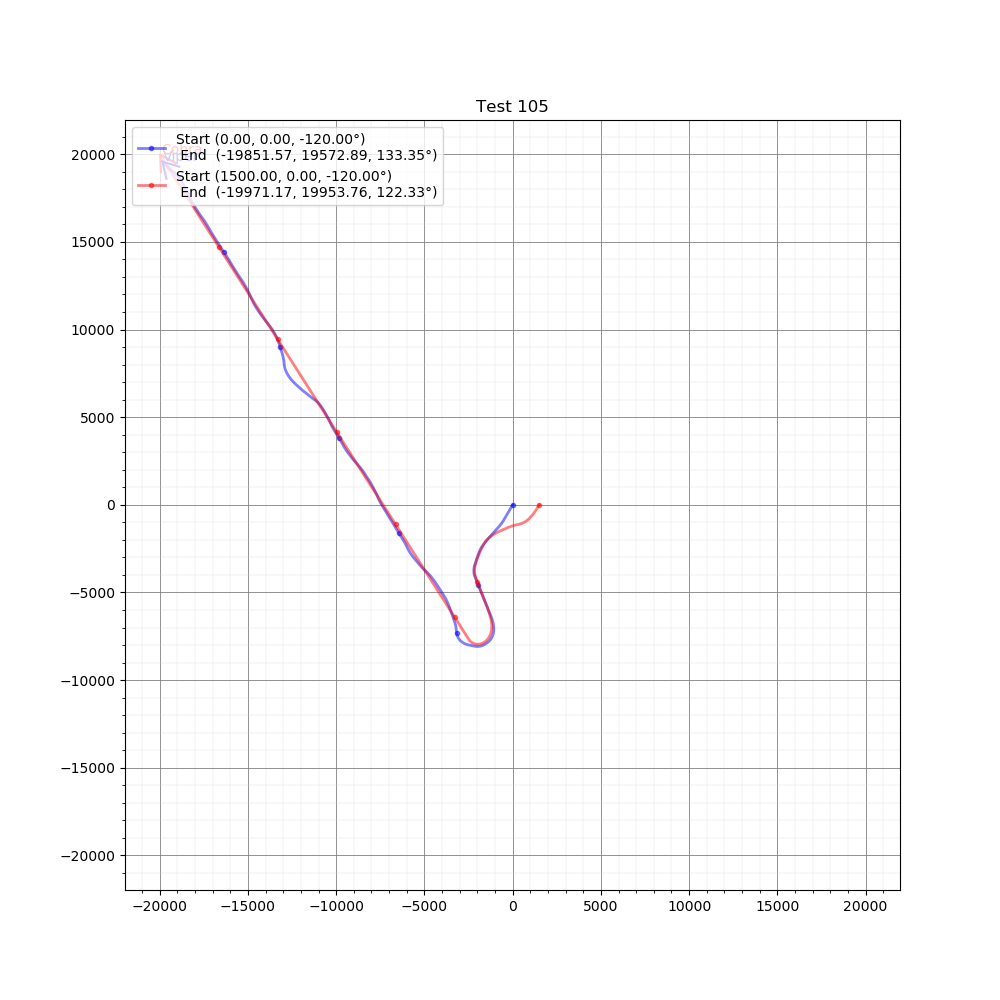 Test 105
Start (0.00, 0.00, -120.00°)
End  (-19851.57, 19572.89, 133.35°)
Start (1500.00, 0.00, -120.00°)
End  (-19971.17, 19953.76, 122.33°)
20000
15000
10000
5000
0
−5000
−10000
−15000
−20000
−20000 −15000 −10000 −5000 0 5000 10000 15000 20000